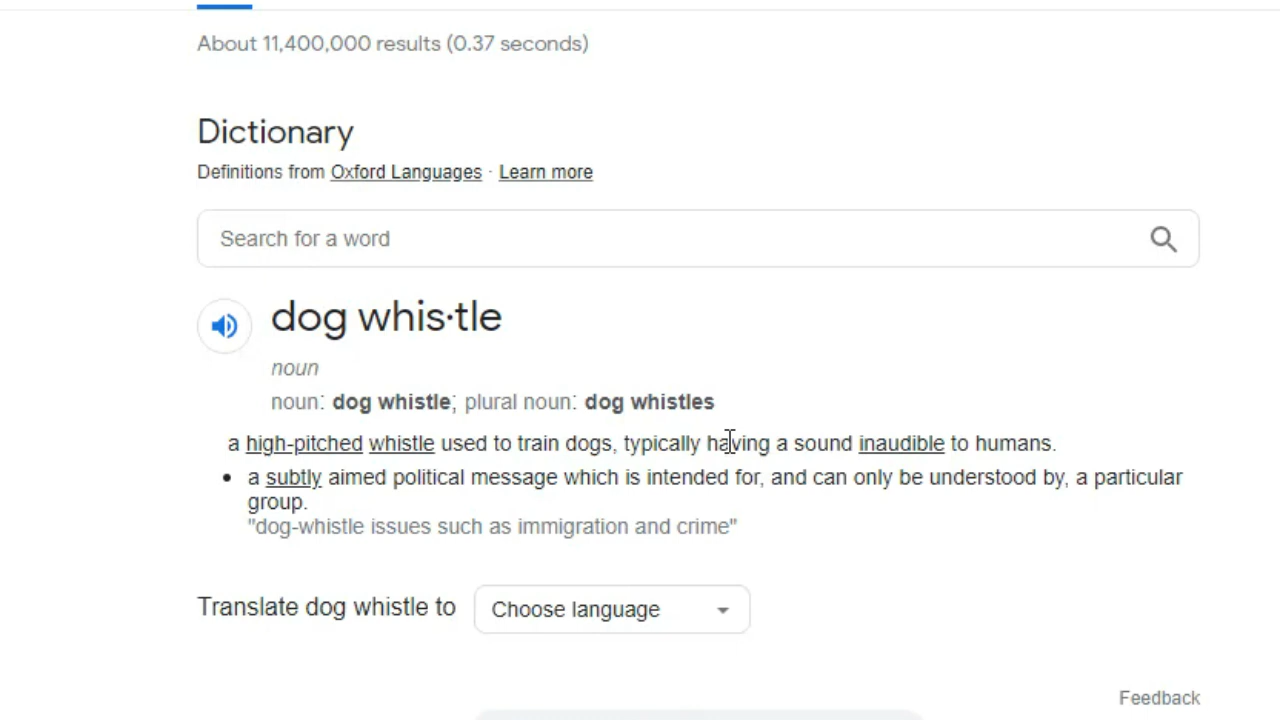 About 11,400,000 results (0.37 seconds)
Dictionary
Definitions from Oxford Languages · Learn more
Search for a word
dog whis·tle
noun
noun: dog whistle; plural noun: dog whistles
a high-pitched whistle used to train dogs, typically having a sound inaudible to humans.
• a subtly aimed political message which is intended for, and can only be understood by, a particular
group.
"dog-whistle issues such as immigration and crime"
Translate dog whistle to
Choose language
Feedback